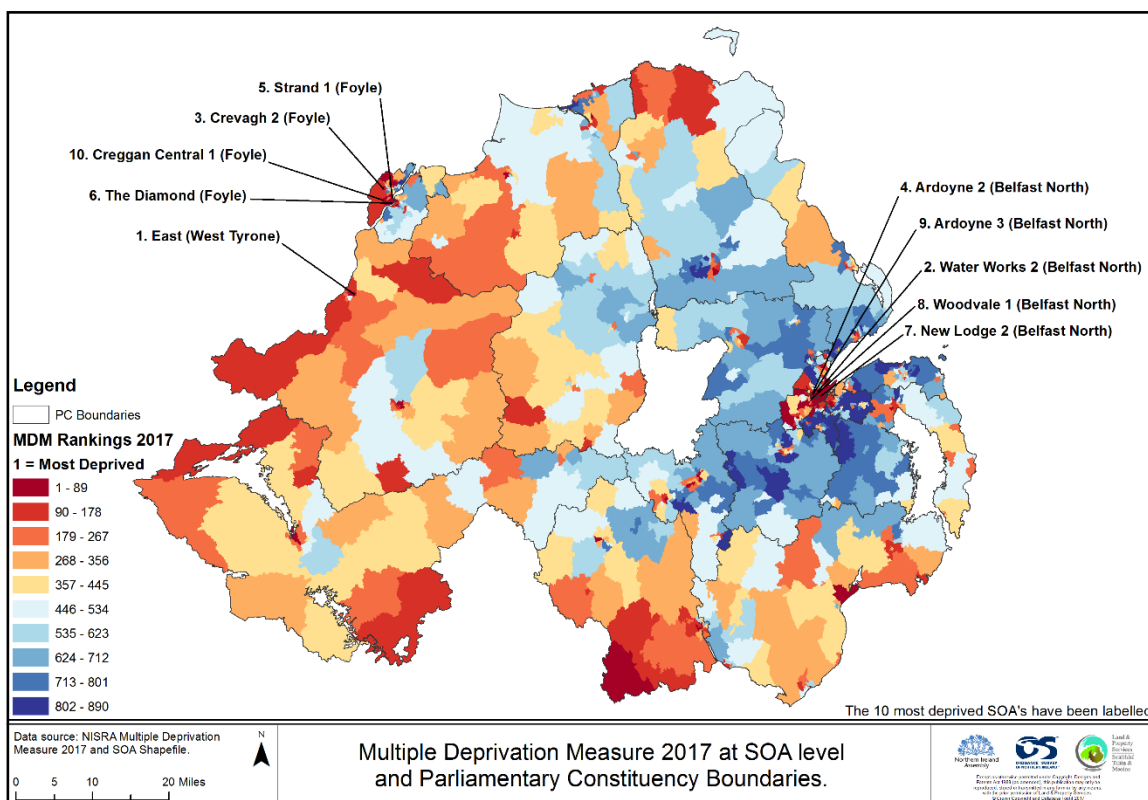 5. Strand 1 (Foyle)
3. Crevagh 2 (Foyle)
10. Creggan Central 1 (Foyle)
6. The Diamond (Foyle)
1. East (West Tyrone)
4. Ardoyne 2 (Belfast North)
9. Ardoyne 3 (Belfast North)
2. Water Works 2 (Belfast North)
8. Woodvale 1 (Belfast North)
7. New Lodge 2 (Belfast North)
Legend
PC Boundaries
MDM Rankings 2017
1 = Most Deprived
1 - 89
90 - 178
179 - 267
268 - 356
357 - 445
446 - 534
535 - 623
624 - 712
713 - 801
802 - 890
The 10 most deprived SOA's have been labelled
Data source: NISRA Multiple Deprivation
Measure 2017 and SOA Shapefile.
N
0 5 10 20 Miles
Multiple Deprivation Measure 2017 at SOA level
and Parliamentary Constituency Boundaries.
Northern Ireland
Assembly
OS
Land &
Property
Services